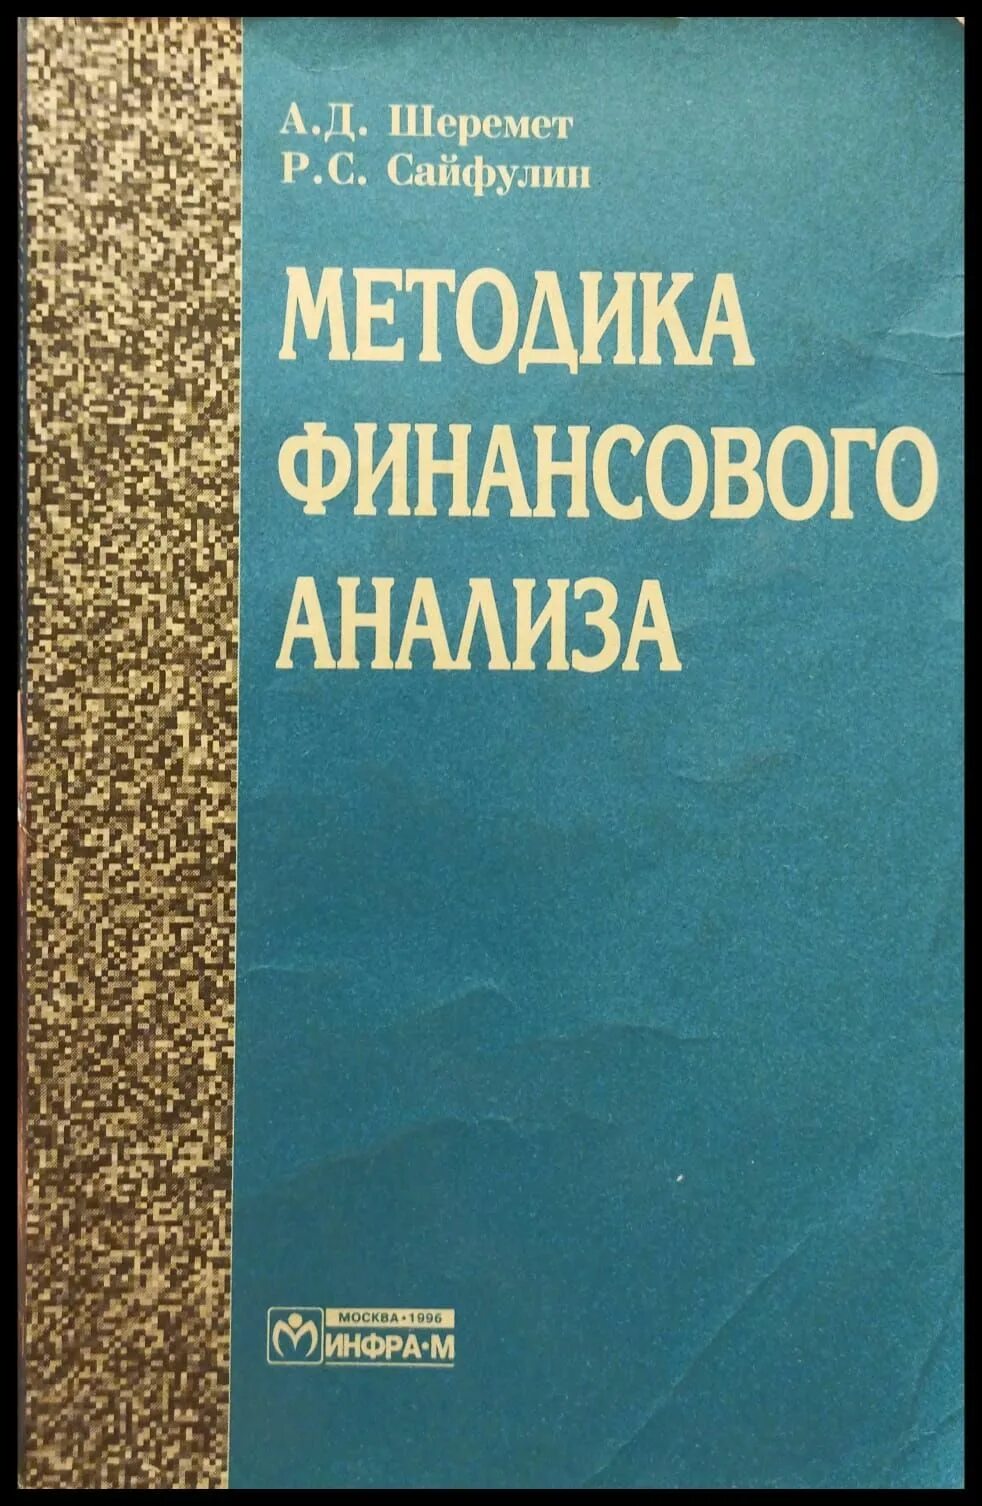 А.Д. Шеремет
Р.С. Сайфулин
МЕТОДИКА
ФИНАНСОВОГО
АНАЛИЗА
МОСКВА•1996
ИНФРА•М